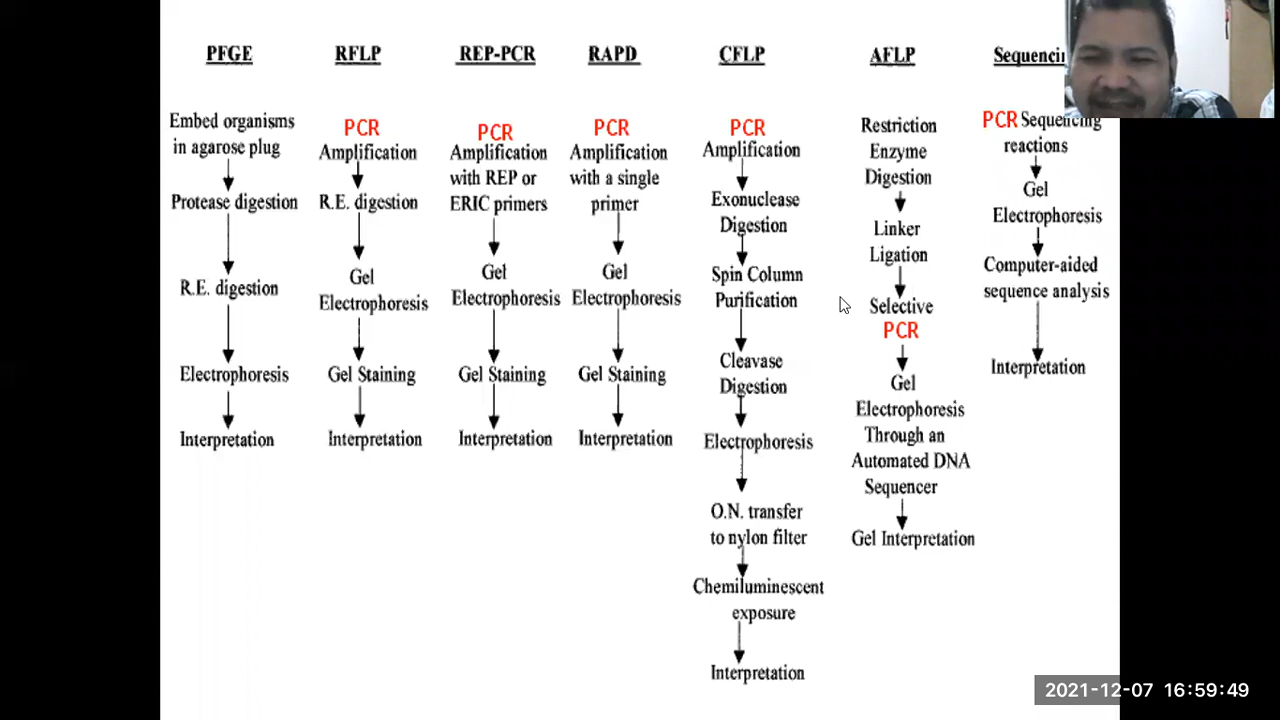 PFGE
Embed organisms
in agarose plug
Protease digestion
R.E. digestion
Electrophoresis
Interpretation
RFLP
PCR
Amplification
R.E. digestion
Gel
Electrophoresis
Gel Staining
Interpretation
REP-PCR
PCR
Amplification
with REP or
ERIC primers
Gel
Electrophoresis
Gel Staining
Interpretation
RAPD
PCR
Amplification
with a single
primer
Gel
Electrophoresis
Gel Staining
Interpretation
CFLP
PCR
Amplification
Exonuclease
Digestion
Spin Column
Purification
Cleavase
Digestion
Electrophoresis
O.N. transfer
to nylon filter
Chemiluminescent
exposure
Interpretation
AFLP
Restriction
Enzyme
Digestion
Linker
Ligation
Selective
PCR
Gel
Electrophoresis
Through an
Automated DNA
Sequencer
Gel Interpretation
PCR Sequencing
reactions
Gel
Electrophoresis
Computer-aided
sequence analysis
Interpretation
2021-12-07 16:59:49